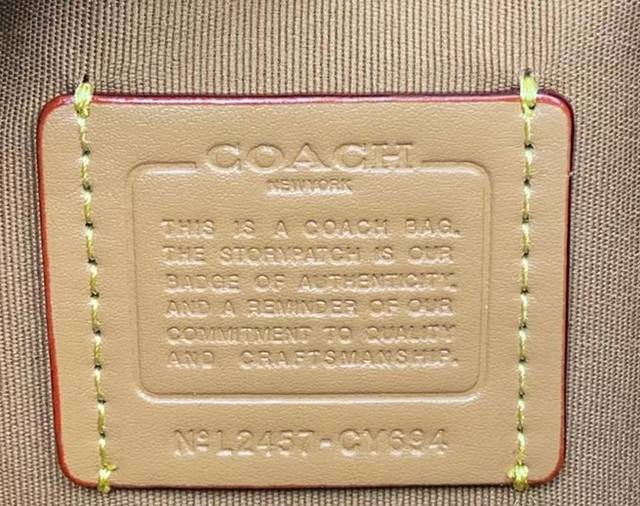 COACH
NEW YORK
THIS IS A COACH BAG.
THE STORYPATCH IS OUR
BADGE OF AUTHENTICITY,
AND A REMINDER OF OUR
COMMITMENT TO QUALITY
AND CRAFTSMANSHIP.
Nº L2457-CY694